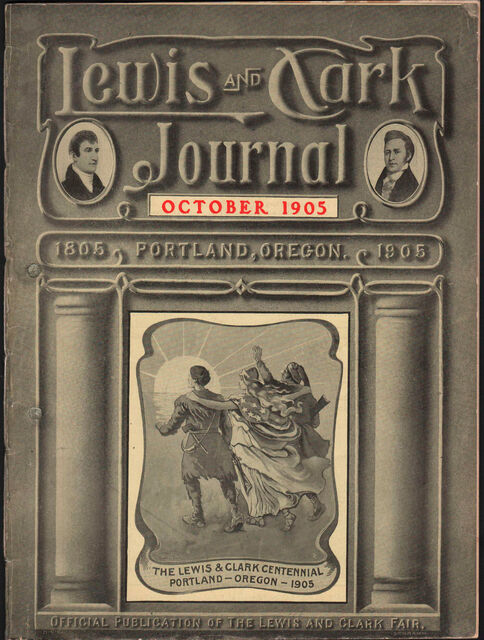 Lewis AND Clark
Journal
OCTOBER 1905
1805, PORTLAND, OREGON. 1905
THE LEWIS & CLARK CENTENNIAL
PORTLAND - OREGON - 1905
OFFICIAL PUBLICATION OF THE LEWIS AND CLARK FAIR.